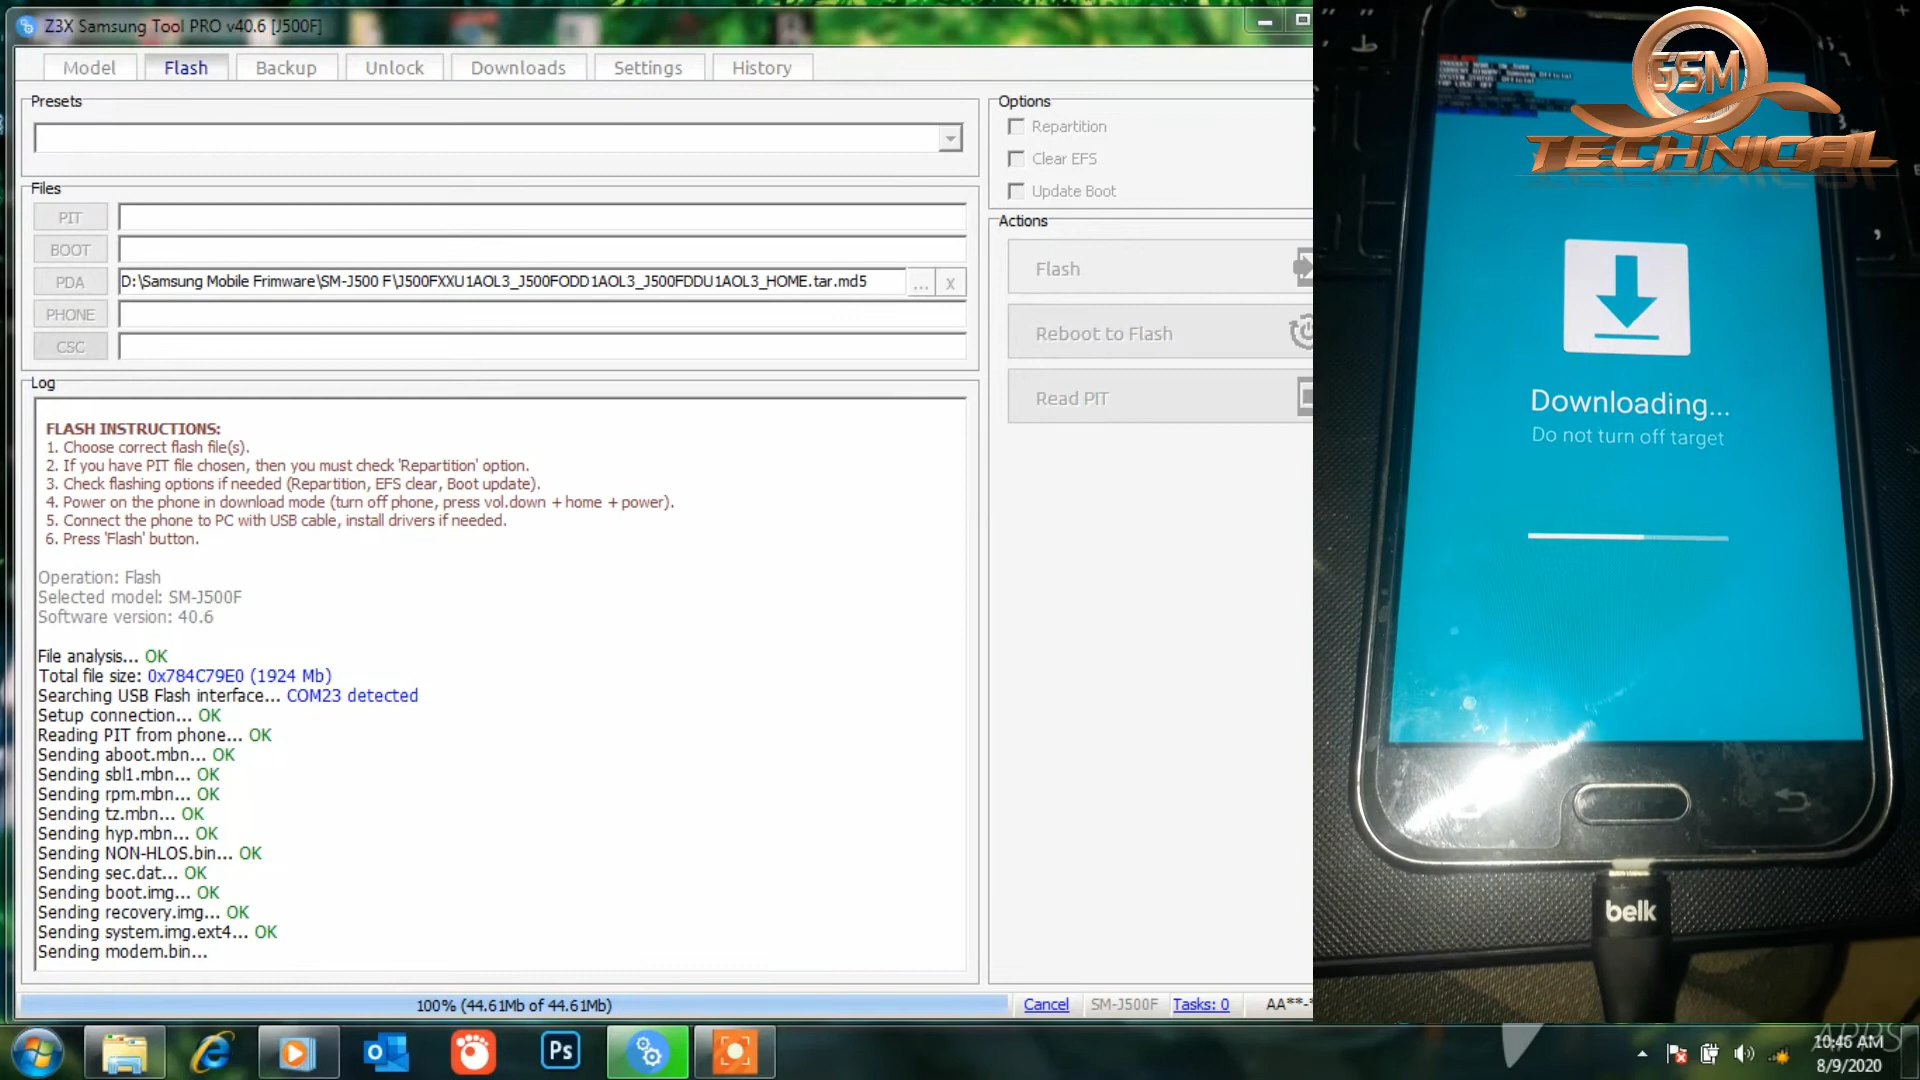 Z3X Samsung Tool PRO v40.6 [J500F]
Model
Flash
Backup
Unlock
Downloads
Settings
History
Presets
Files
PIT
BOOT
PDA
D:\Samsung Mobile Frimware\SM-J500 F\J500FXXU1AOL3_J500FODD1AOL3_J500FDDU1AOL3_HOME.tar.md5
...
x
PHONE
CSC
Options
Repartition
Clear EFS
Update Boot
Actions
Flash
Reboot to Flash
Read PIT
Log
FLASH INSTRUCTIONS:
1. Choose correct flash file(s).
2. If you have PIT file chosen, then you must check 'Repartition' option.
3. Check flashing options if needed (Repartition, EFS clear, Boot update).
4. Power on the phone in download mode (turn off phone, press vol.down + home + power).
5. Connect the phone to PC with USB cable, install drivers if needed.
6. Press 'Flash' button.
Operation: Flash
Selected model: SM-J500F
Software version: 40.6
File analysis... OK
Total file size: 0x784C79E0 (1924 Mb)
Searching USB Flash interface... COM23 detected
Setup connection... OK
Reading PIT from phone... OK
Sending aboot.mbn... OK
Sending sbl1.mbn... OK
Sending rpm.mbn... OK
Sending tz.mbn... OK
Sending hyp.mbn... OK
Sending NON-HLOS.bin... OK
Sending sec.dat... OK
Sending boot.img... OK
Sending recovery.img... OK
Sending system.img.ext4... OK
Sending modem.bin...
100% (44.61Mb of 44.61Mb)
Cancel
SM-J500F
Tasks: 0
AA**-*
GSM
TECHNICAL
Downloading...
Do not turn off target
belk
Ps
APPS
10:46 AM
8/9/2020